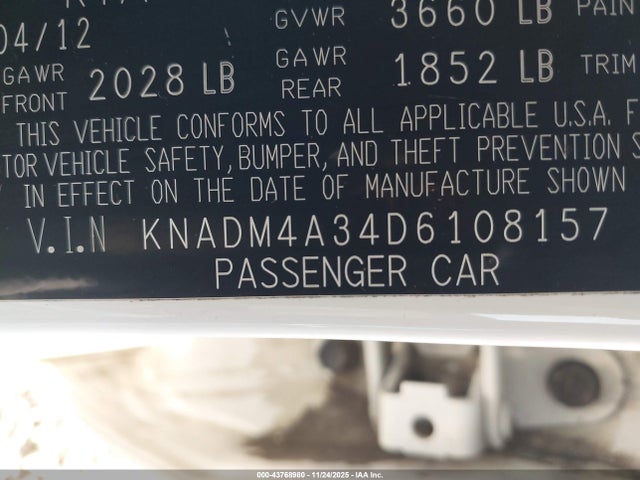 04/12 GVWR 3660 LB PAIN
GAWR FRONT 2028 LB GAWR REAR 1852 LB TRIM
THIS VEHICLE CONFORMS TO ALL APPLICABLE U.S.A. F
TOR VEHICLE SAFETY, BUMPER, AND THEFT PREVENTION S
IN EFFECT ON THE DATE OF MANUFACTURE SHOWN
V.I.N KNADM4A34D6108157
PASSENGER CAR
000-43768980 - 11/24/2025 - IAA Inc.